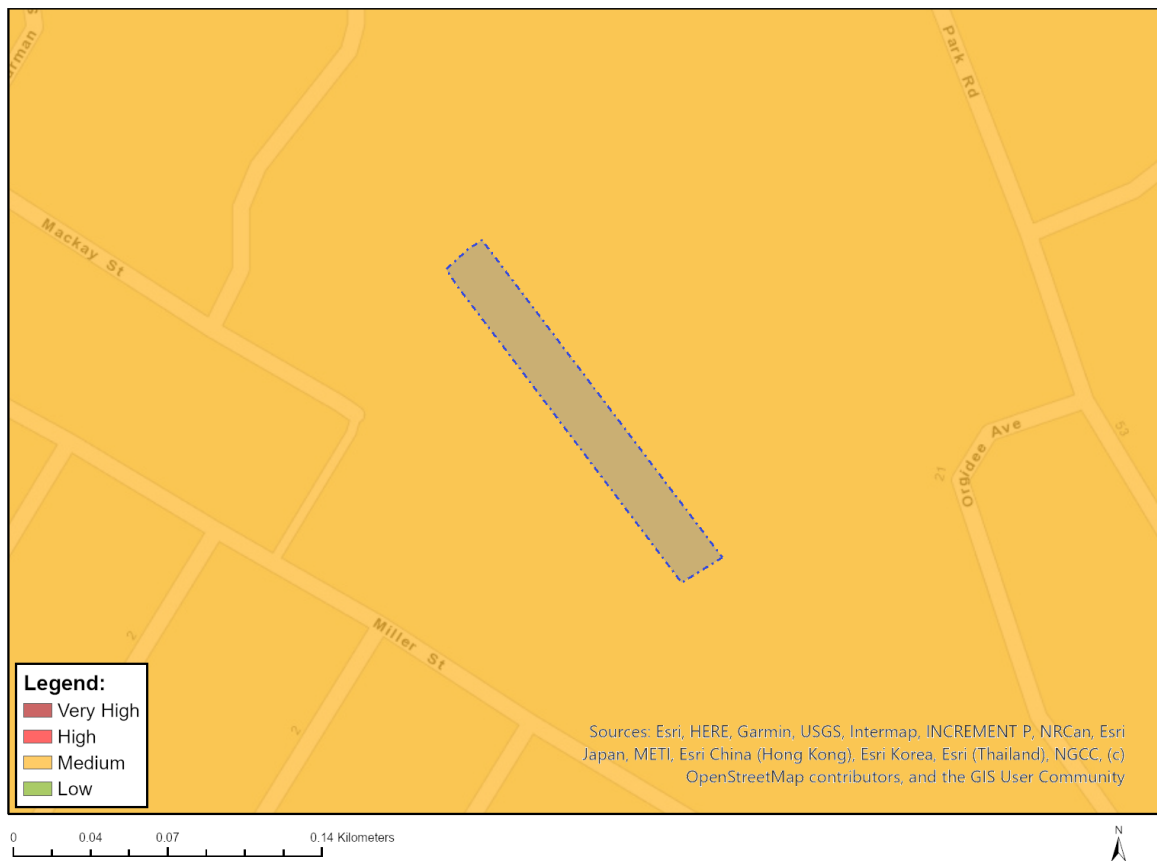 arman S
Park Rd
Mackay St
Orgidee Ave
53
21
Miller St
2
2
Legend:
Very High
High
Medium
Low
Sources: Esri, HERE, Garmin, USGS, Intermap, INCREMENT P, NRCan, Esri
Japan, METI, Esri China (Hong Kong), Esri Korea, Esri (Thailand), NGCC, (c)
OpenStreetMap contributors, and the GIS User Community
0 0.04 0.07 0.14 Kilometers
N